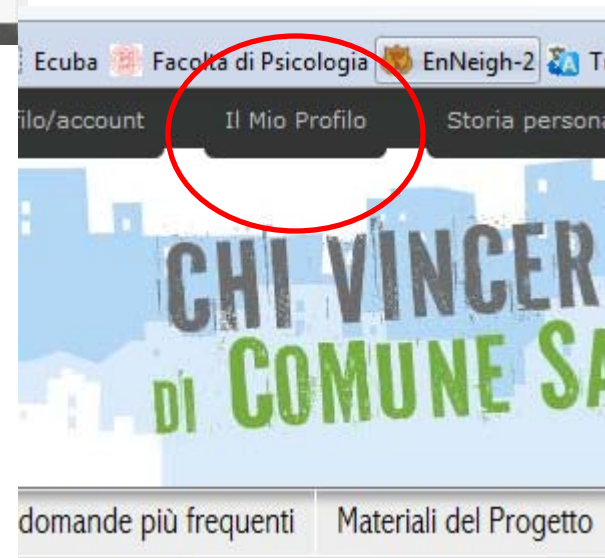 Ecuba Facoltà di Psicologia EnNeigh-2
filo/account Il Mio Profilo Storia persona
CHI VINCER
DI COMUNE SA
domande più frequenti Materiali del Progetto